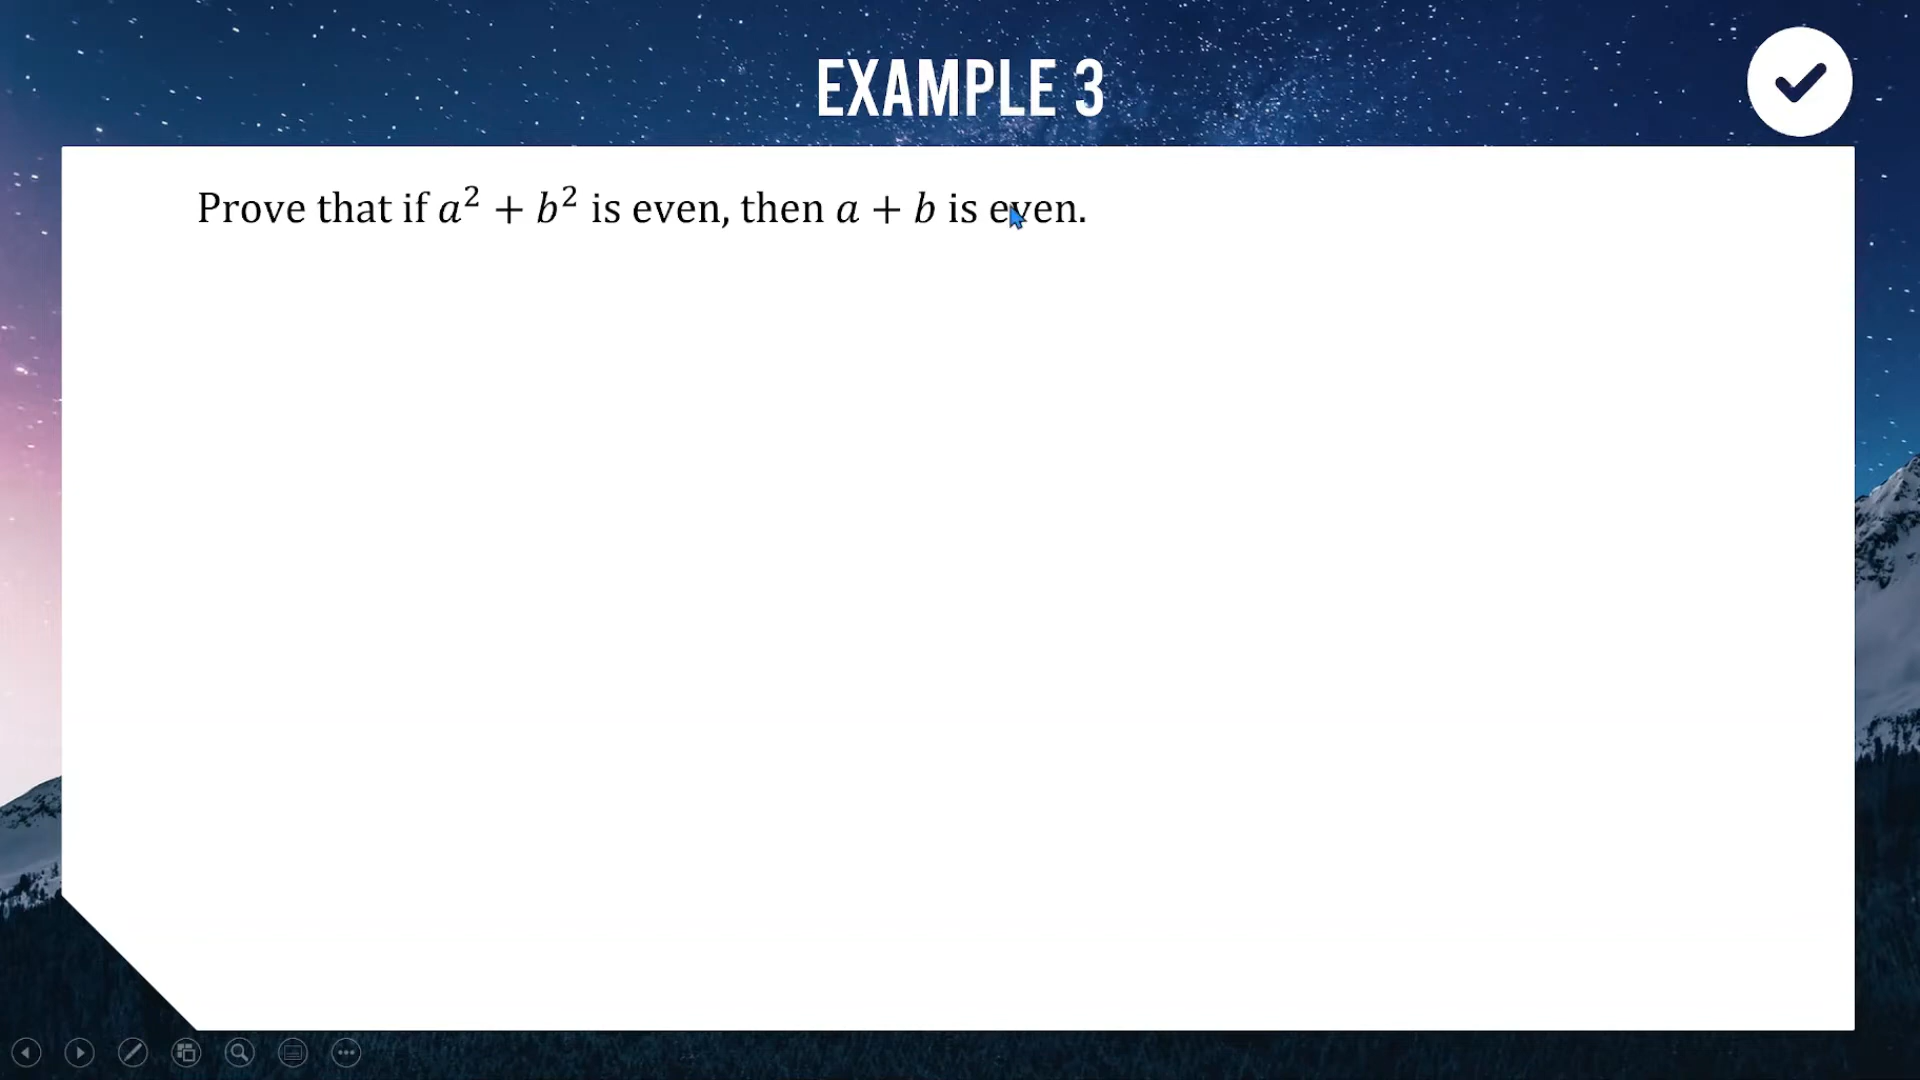 EXAMPLE 3
Prove that if 𝑎² + 𝑏² is even, then 𝑎 + 𝑏 is even.